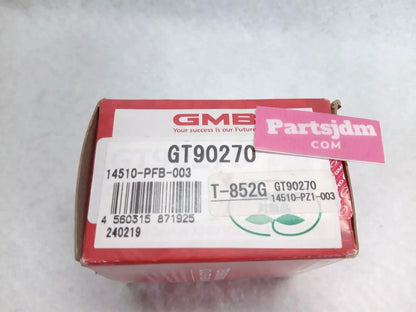 GMB
Your success is our Future
Partsjdm
COM
GT90270
14510-PFB-003
T-852G
GT90270
14510-PZ1-003
4 560315 871925
240219